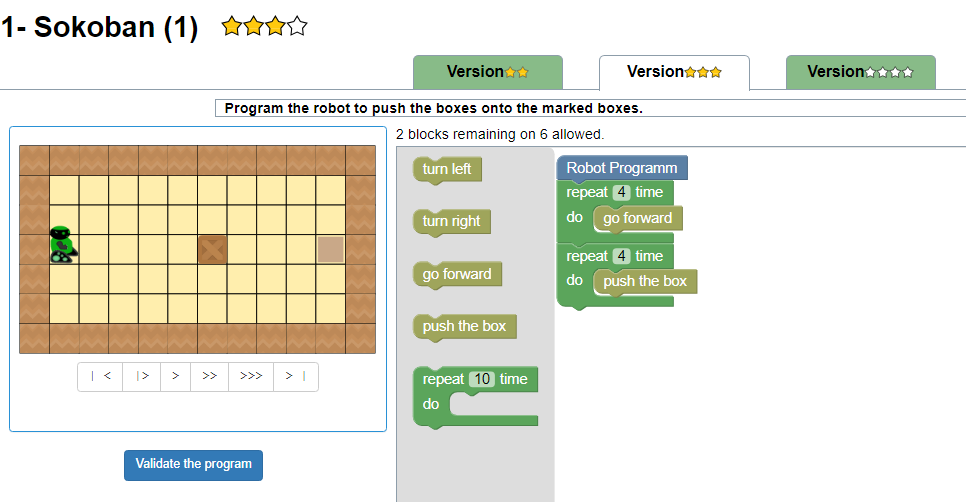 1- Sokoban (1)
Version
Version
Version
Program the robot to push the boxes onto the marked boxes.
2 blocks remaining on 6 allowed.
turn left
turn right
go forward
push the box
repeat 10 time
do
Robot Programm
repeat 4 time
do go forward
repeat 4 time
do push the box
| < |> > >> >>> > |
Validate the program